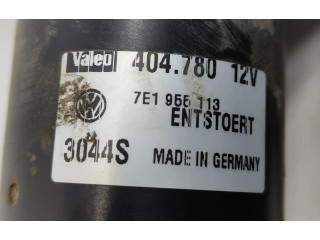 Valeo 404.780 12V
7E1 955 113
ENTSTOERT
3044S MADE IN GERMANY